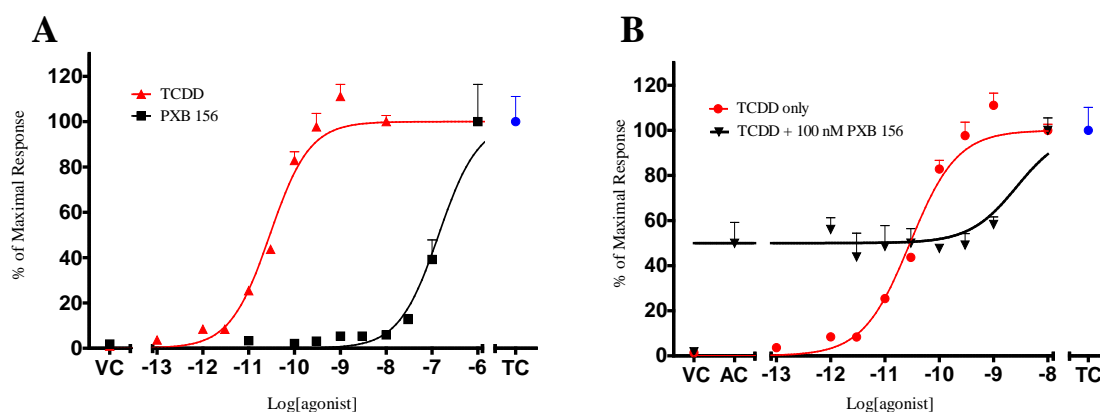 A
% of Maximal Response
120
100
80
60
40
20
0
TCDD
PXB 156
VC -13 -12 -11 -10 -9 -8 -7 -6 TC
Log[agonist]
B
% of Maximal Response
120
100
80
60
40
20
0
TCDD only
TCDD + 100 nM PXB 156
VC AC -13 -12 -11 -10 -9 -8 TC
Log[agonist]